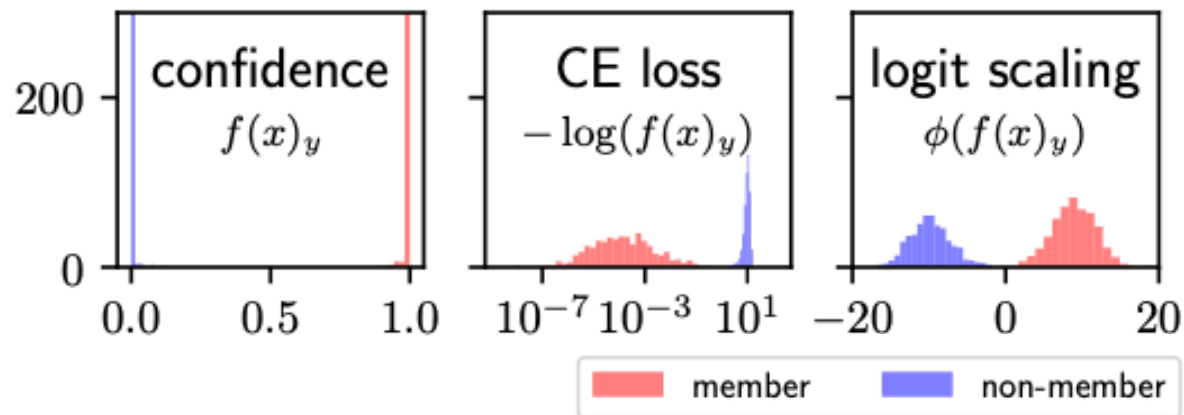 confidence
f(x)_y
CE loss
− log(f(x)_y)
logit scaling
ϕ(f(x)_y)
200
0
0.0 0.5 1.0
10^−7 10^−3 10^1
−20 0 20
member
non-member